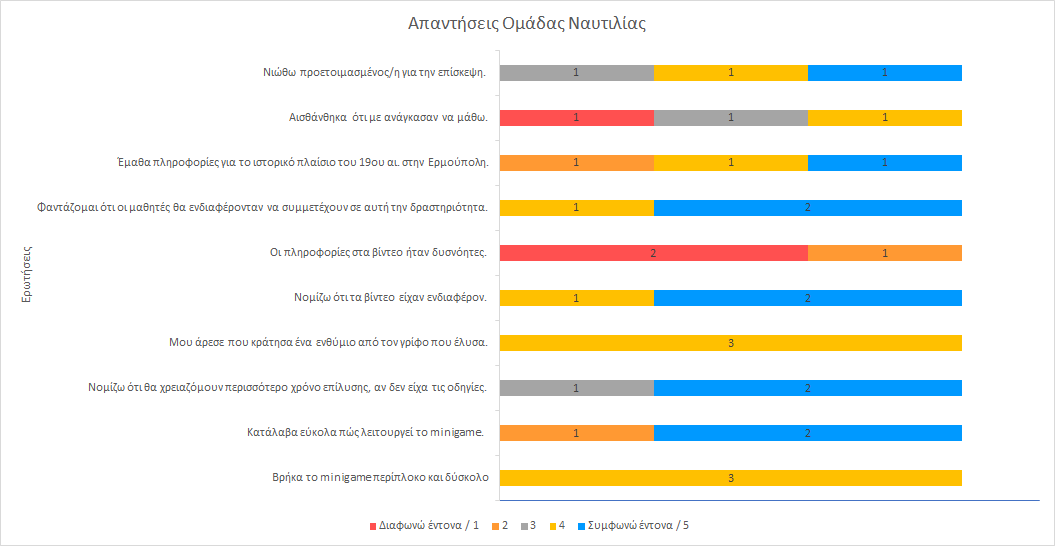 Απαντήσεις Ομάδας Ναυτιλίας
Ερωτήσεις
Νιώθω προετοιμασμένος/η για την επίσκεψη. 1 1 1
Αισθάνθηκα ότι με ανάγκασαν να μάθω. 1 1 1
Έμαθα πληροφορίες για το ιστορικό πλαίσιο του 19ου αι. στην Ερμούπολη. 1 1 1
Φαντάζομαι ότι οι μαθητές θα ενδιαφέρονταν να συμμετέχουν σε αυτή την δραστηριότητα. 1 2
Οι πληροφορίες στα βίντεο ήταν δυσνόητες. 2 1
Νομίζω ότι τα βίντεο είχαν ενδιαφέρον. 1 2
Μου άρεσε που κράτησα ένα ενθύμιο από τον γρίφο που έλυσα. 3
Νομίζω ότι θα χρειαζόμουν περισσότερο χρόνο επίλυσης, αν δεν είχα τις οδηγίες. 1 2
Κατάλαβα εύκολα πώς λειτουργεί το minigame. 1 2
Βρήκα το minigame περίπλοκο και δύσκολο 3
Διαφωνώ έντονα / 1 2 3 4 Συμφωνώ έντονα / 5